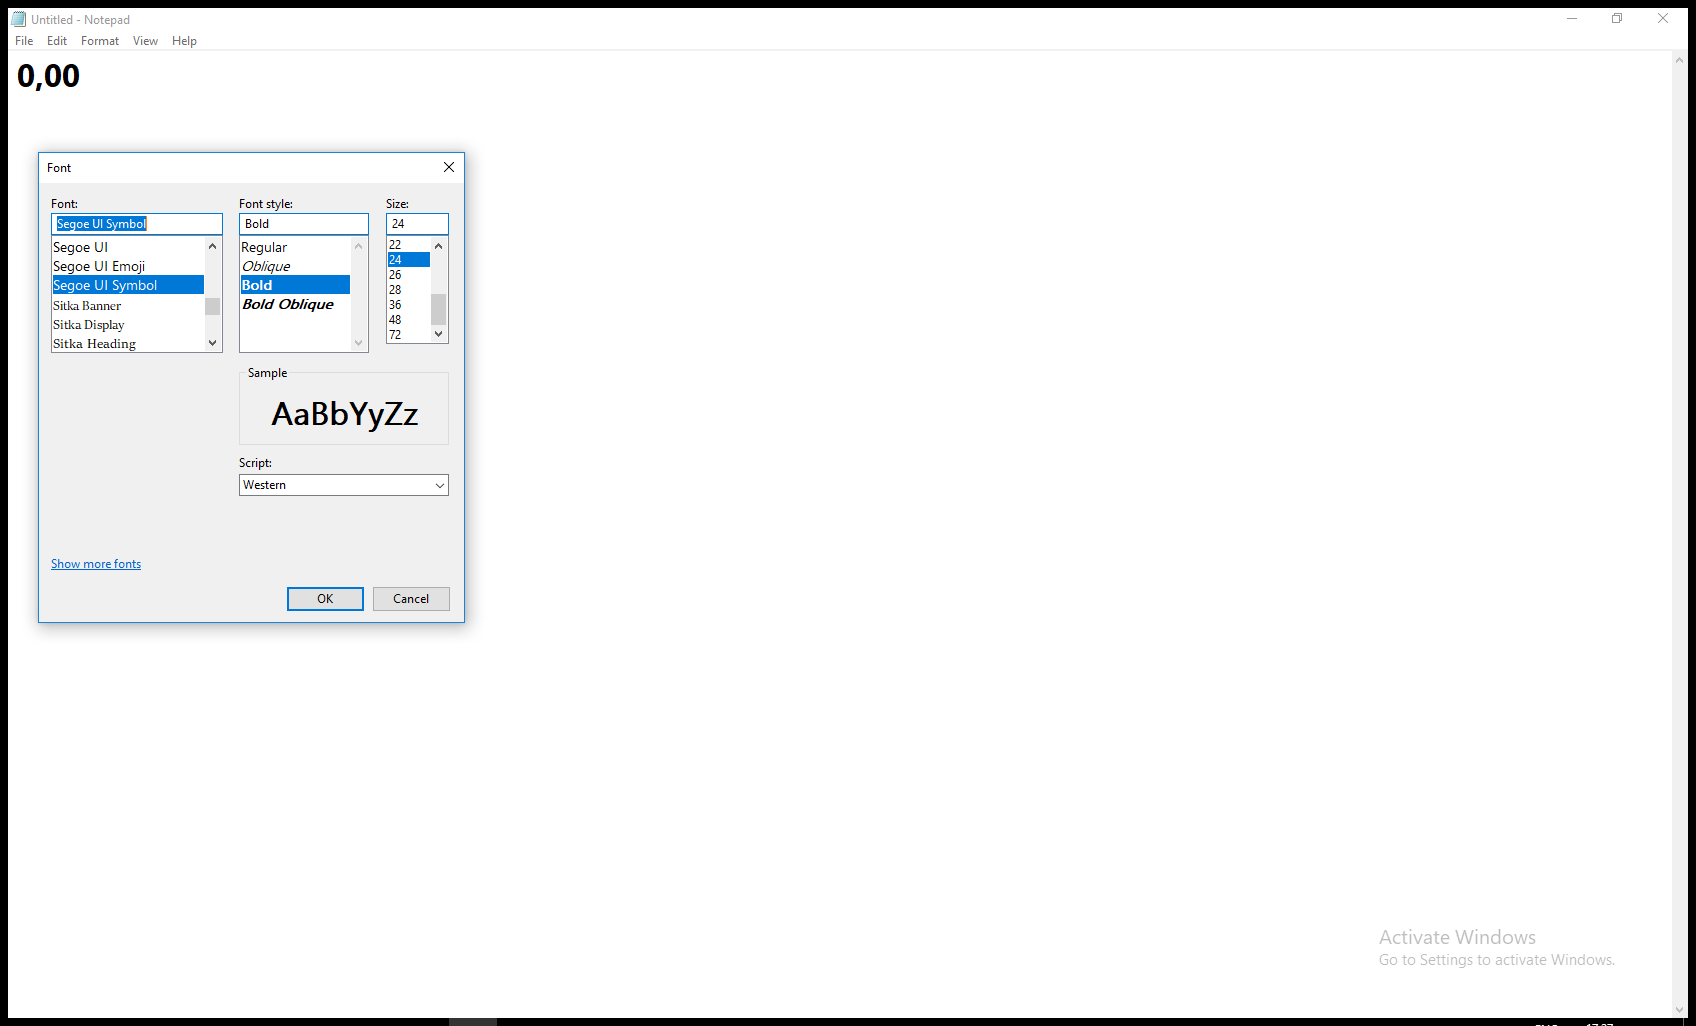 Untitled - Notepad
File Edit Format View Help
0,00
Font
Font:
Segoe UI Symbol
Segoe UI
Segoe UI Emoji
Segoe UI Symbol
Sitka Banner
Sitka Display
Sitka Heading
Font style:
Bold
Regular
Oblique
Bold
Bold Oblique
Size:
24
22
24
26
28
36
48
72
Sample
AaBbYyZz
Script:
Western
Show more fonts
OK Cancel
Activate Windows
Go to Settings to activate Windows.